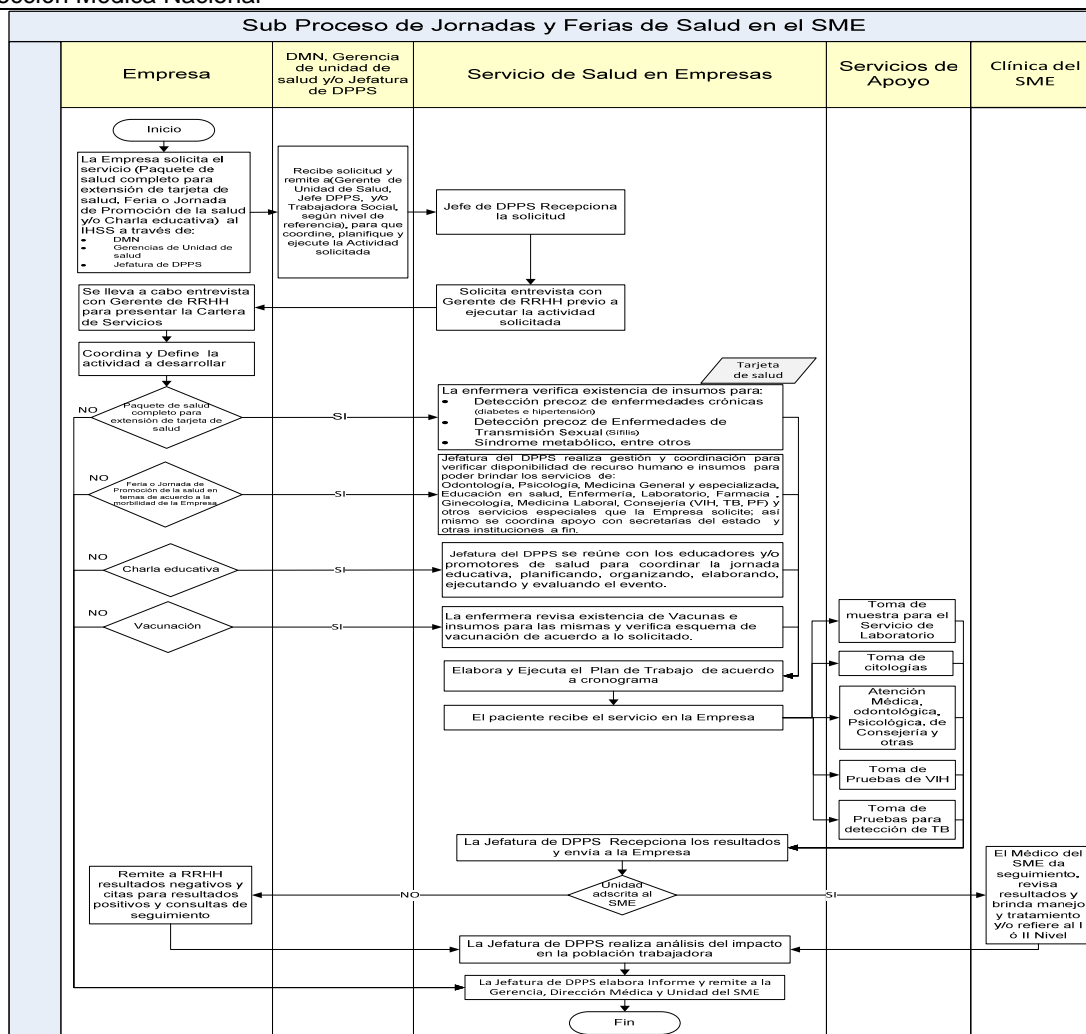 ección Médica Nacional
Sub Proceso de Jornadas y Ferias de Salud en el SME
Empresa
DMN, Gerencia
de unidad de
salud y/o Jefatura
de DPPS
Servicio de Salud en Empresas
Servicios de
Apoyo
Clínica del
SME
Inicio
La Empresa solicita el
servicio (Paquete de
salud completo para
extensión de tarjeta de
salud, Feria o Jornada
de Promoción de la salud
y/o Charla educativa) al
IHSS a través de:
• DMN
• Gerencias de Unidad de
salud
• Jefatura de DPPS
Recibe solicitud y
remite a(Gerente de
Unidad de Salud,
Jefe DPPS, y/o
Trabajadora Social,
según nivel de
referencia), para que
coordine, planifique y
ejecute la Actividad
solicitada
Jefe de DPPS Recepciona
la solicitud
Se lleva a cabo entrevista
con Gerente de RRHH
para presentar la Cartera
de Servicios
Solicita entrevista con
Gerente de RRHH previo a
ejecutar la actividad
solicitada
Coordina y Define la
actividad a desarrollar
Tarjeta
de salud
NO
Paquete de salud
completo para
extensión de tarjeta de
salud
SI
La enfermera verifica existencia de insumos para:
• Detección precoz de enfermedades crónicas
(diabetes e hipertensión)
• Detección precoz de Enfermedades de
Transmisión Sexual (Sífilis)
• Síndrome metabólico, entre otros
NO
Feria o Jornada de
Promoción de la salud en
temas de acuerdo a la
morbilidad de la Empresa
SI
Jefatura del DPPS realiza gestión y coordinación para
verificar disponibilidad de recurso humano e insumos para
poder brindar los servicios de:
Odontología, Psicología, Medicina General y especializada,
Educación en salud, Enfermería, Laboratorio, Farmacia ,
Ginecología, Medicina Laboral, Consejería (VIH, TB, PF) y
otros servicios especiales que la Empresa solicite; así
mismo se coordina apoyo con secretarías del estado y
otras instituciones a fin.
NO
Charla educativa
SI
Jefatura del DPPS se reúne con los educadores y/o
promotores de salud para coordinar la jornada
educativa, planificando, organizando, elaborando,
ejecutando y evaluando el evento.
NO
Vacunación
SI
La enfermera revisa existencia de Vacunas e
insumos para las mismas y verifica esquema de
vacunación de acuerdo a lo solicitado.
Toma de
muestra para el
Servicio de
Laboratorio
Elabora y Ejecuta el Plan de Trabajo de acuerdo
a cronograma
Toma de
citologías
El paciente recibe el servicio en la Empresa
Atención
Médica,
odontológica,
Psicológica, de
Consejería y
otras
Toma de
Pruebas de VIH
Toma de
Pruebas para
detección de TB
La Jefatura de DPPS Recepciona los resultados
y envía a la Empresa
Remite a RRHH
resultados negativos y
citas para resultados
positivos y consultas de
seguimiento
NO
Unidad
adscrita al
SME
SI
El Médico del
SME da
seguimiento,
revisa
resultados y
brinda manejo
y tratamiento
y/o refiere al I
ó II Nivel
La Jefatura de DPPS realiza análisis del impacto
en la población trabajadora
La Jefatura de DPPS elabora Informe y remite a la
Gerencia, Dirección Médica y Unidad del SME
Fin